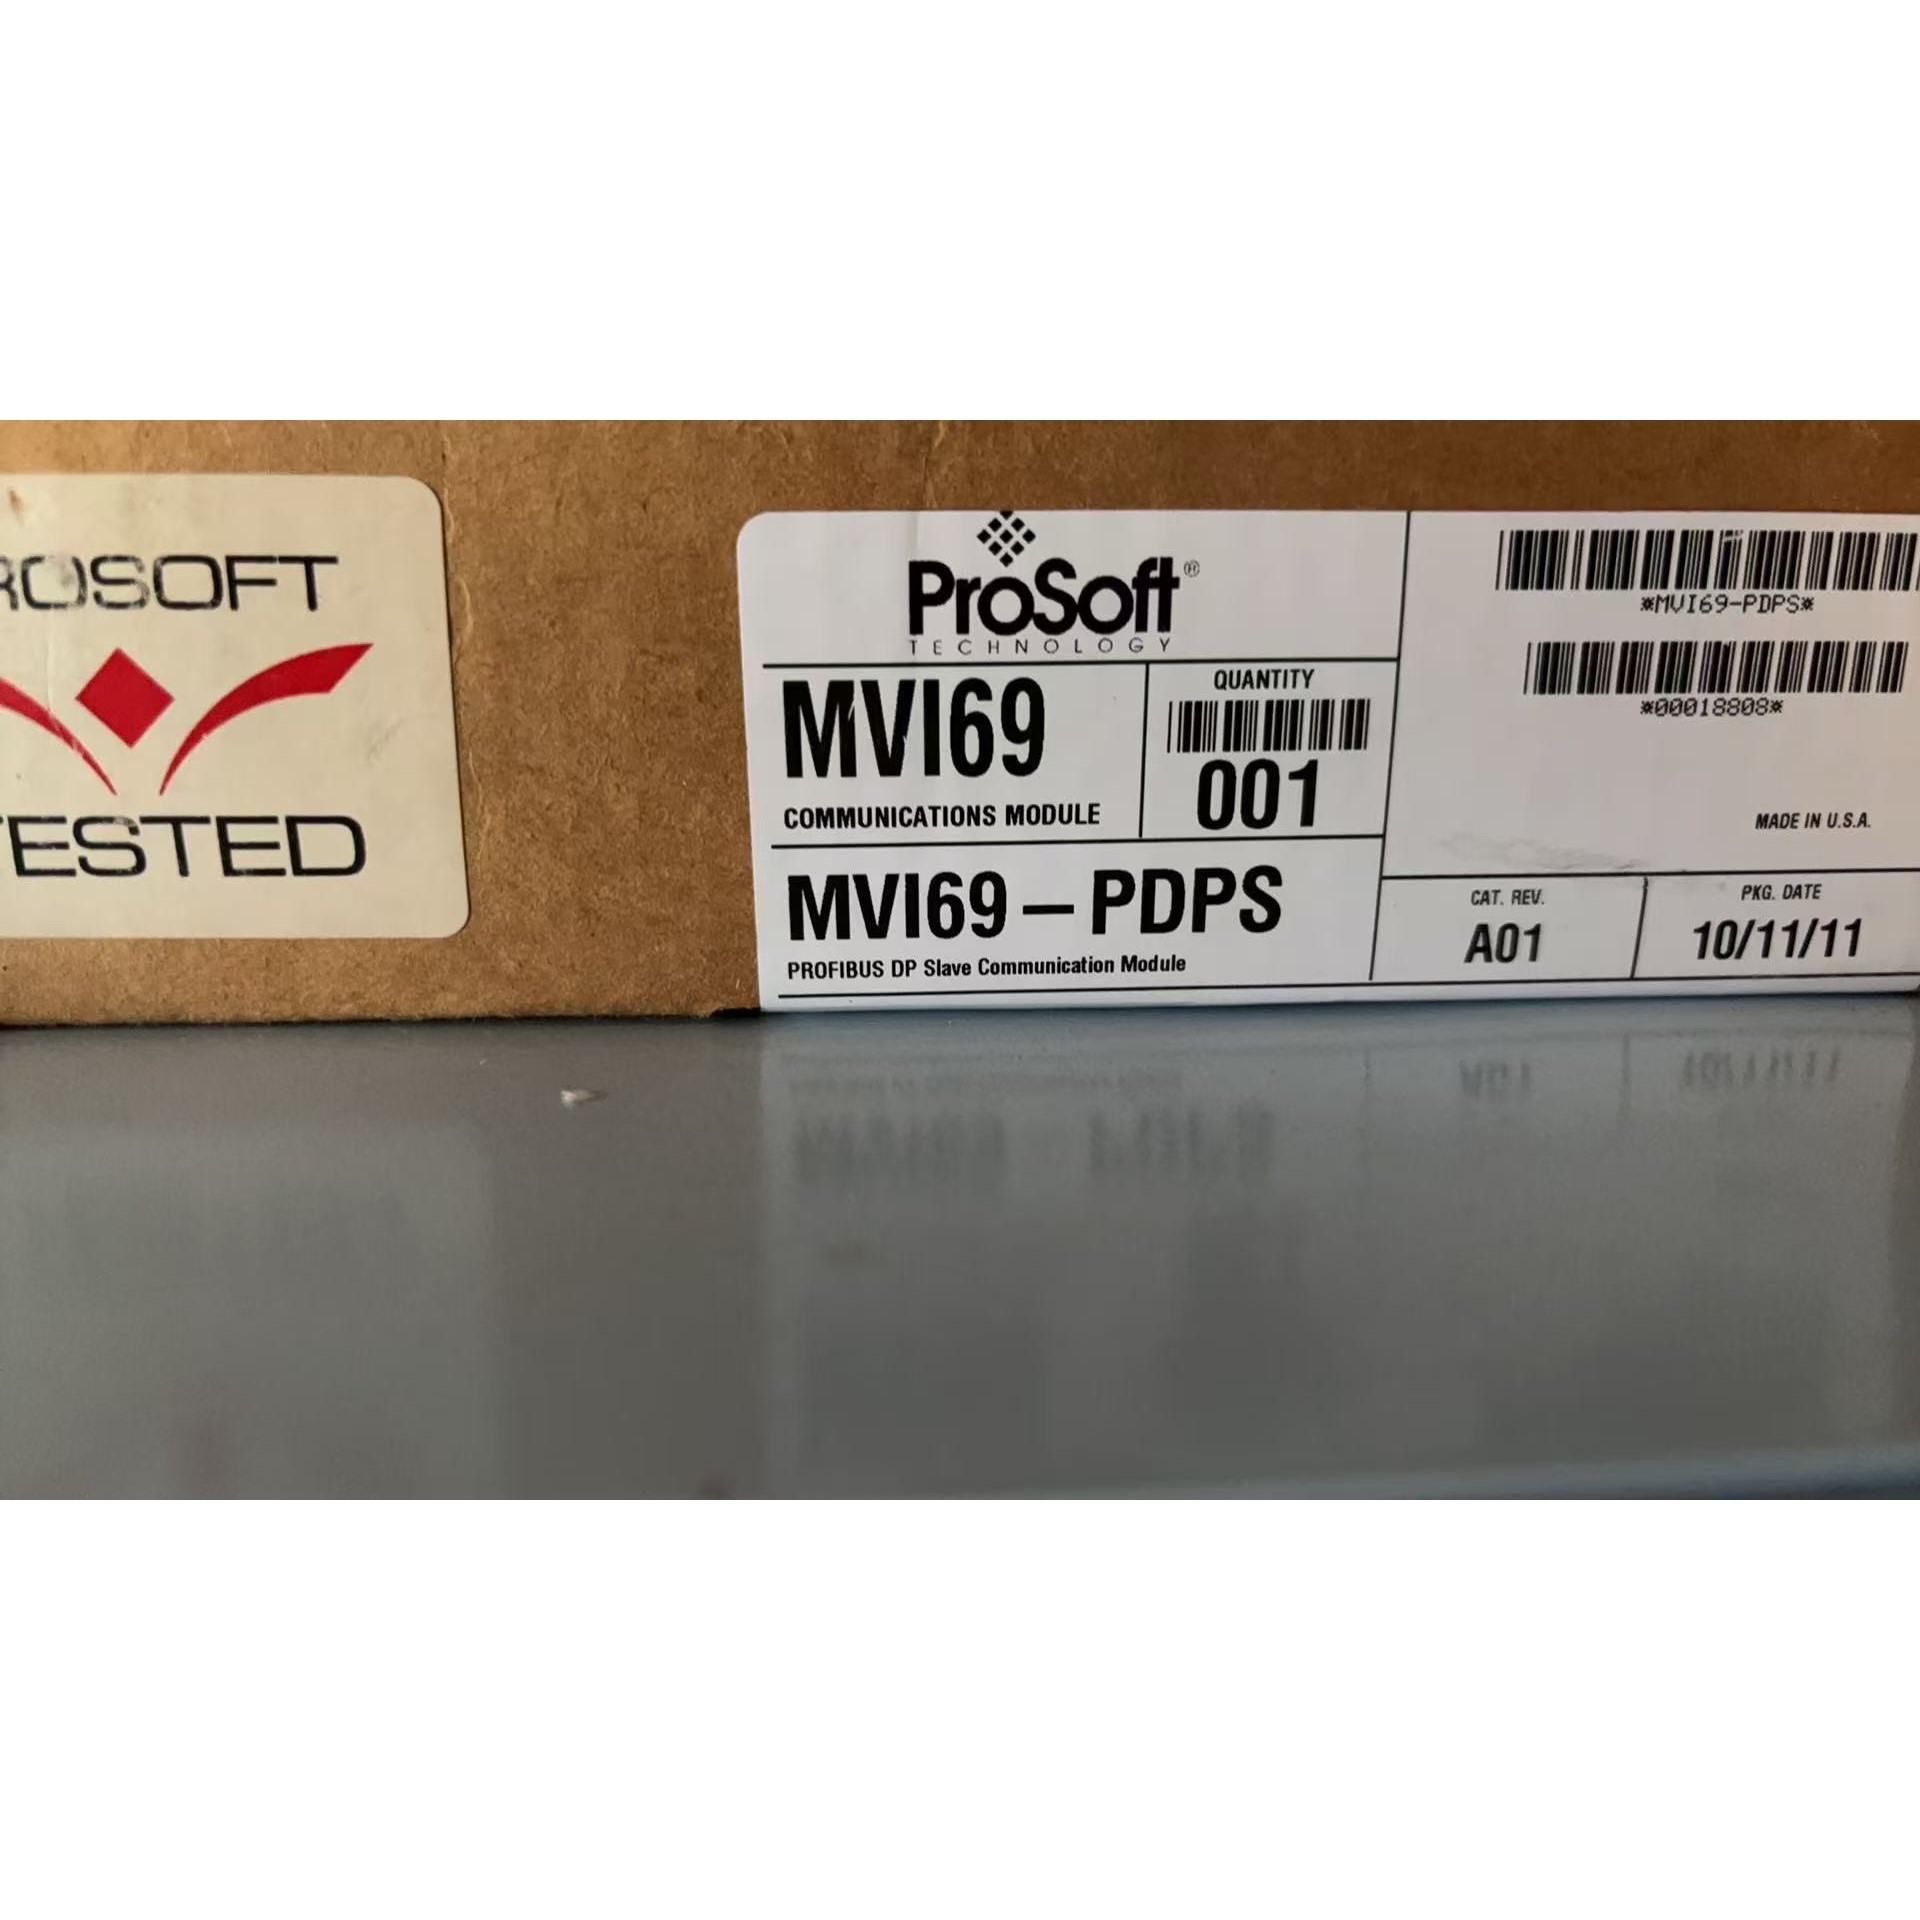 ROSOFT
TESTED
ProSoft®
TECHNOLOGY
MVI69
COMMUNICATIONS MODULE
QUANTITY
001
MVI69-PDPS
PROFIBUS DP Slave Communication Module
*MVI69-PDPS*
*00018808*
MADE IN U.S.A.
CAT. REV.
A01
PKG. DATE
10/11/11